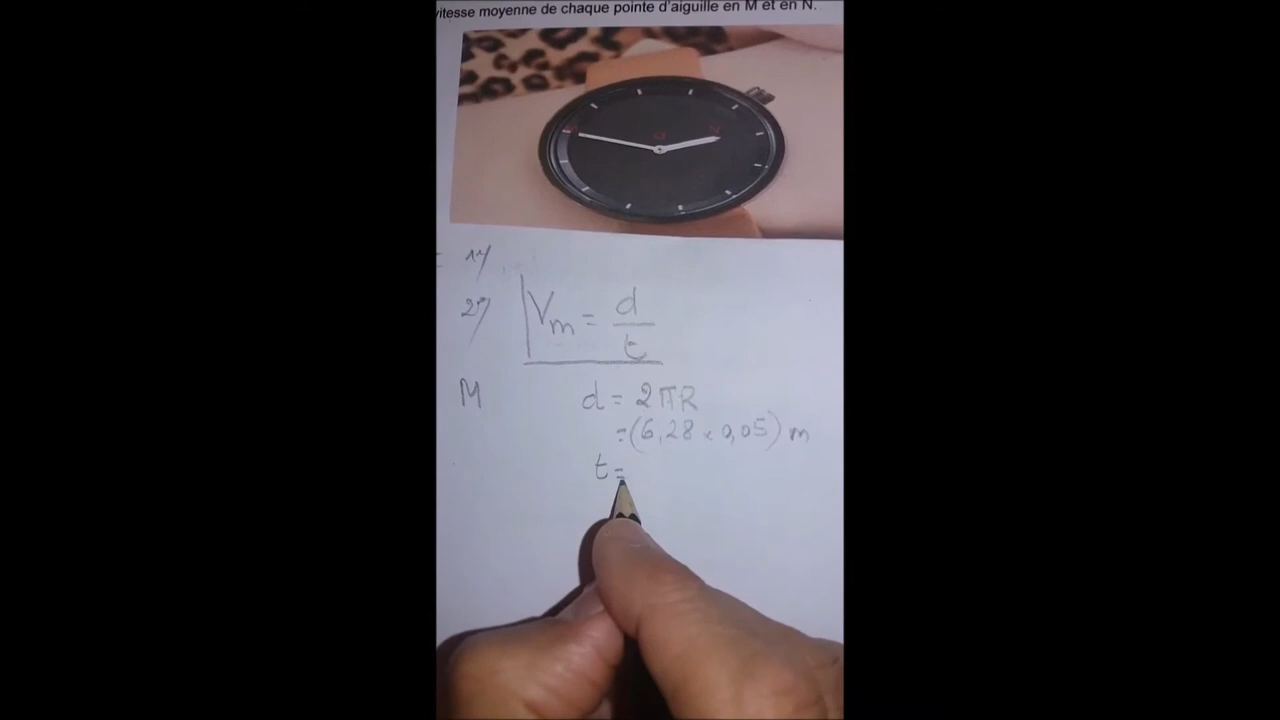 vitesse moyenne de chaque pointe d'aiguille en M et en N.
O
1°/
2°/ Vm = d/t
M d = 2πR
= (6,28 × 0,05) m
t =